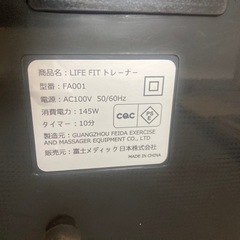 商品名：LIFE FIT トレーナー
型番：FA001
電源：AC100V 50/60Hz
消費電力：145W
タイマー：10分
CQC
PSE
製造元：GUANGZHOU FEIDA EXERCISE
AND MASSAGER EQUIPMENT CO., LTD
販売元：富士メディック日本株式会社
MADE IN CHINA